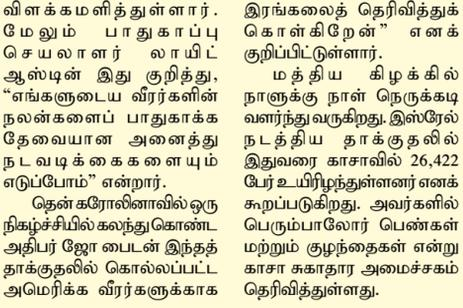 விளக்கமளித்துள்ளார்.
மேலும் பாதுகாப்பு
செயலாளர் லாயிட்
ஆஸ்டின் இது குறித்து,
“எங்களுடைய வீரர்களின்
நலன்களைப் பாதுகாக்க
தேவையான அனைத்து
நடவடிக்கைகளையும்
எடுப்போம்” என்றார்.
தென் கரோலினாவில் ஒரு
நிகழ்ச்சியில் கலந்து கொண்ட
அதிபர் ஜோ பைடன் இந்தத்
தாக்குதலில் கொல்லப்பட்ட
அமெரிக்க வீரர்களுக்காக
இரங்கலைத் தெரிவித்துக்
கொள்கிறேன்” எனக்
குறிப்பிட்டுள்ளார்.
மத்திய கிழக்கில்
நாளுக்கு நாள் நெருக்கடி
வளர்ந்து வருகிறது. இஸ்ரேல்
நடத்திய தாக்குதலில்
இதுவரை காசாவில் 26,422
பேர் உயிரிழந்துள்ளனர் எனக்
கூறப்படுகிறது. அவர்களில்
பெரும்பாலோர் பெண்கள்
மற்றும் குழந்தைகள் என்று
காசா சுகாதார அமைச்சகம்
தெரிவித்துள்ளது.